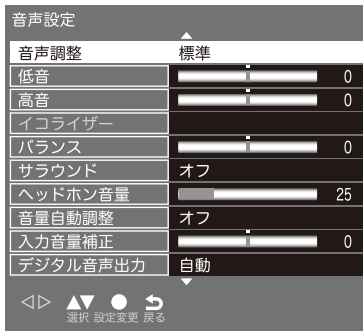 音声設定
音声調整 標準
低音 0
高音 0
イコライザー
バランス 0
サラウンド オフ
ヘッドホン音量 25
音量自動調整 オフ
入力音量補正 0
デジタル音声出力 自動
選択 設定変更 戻る